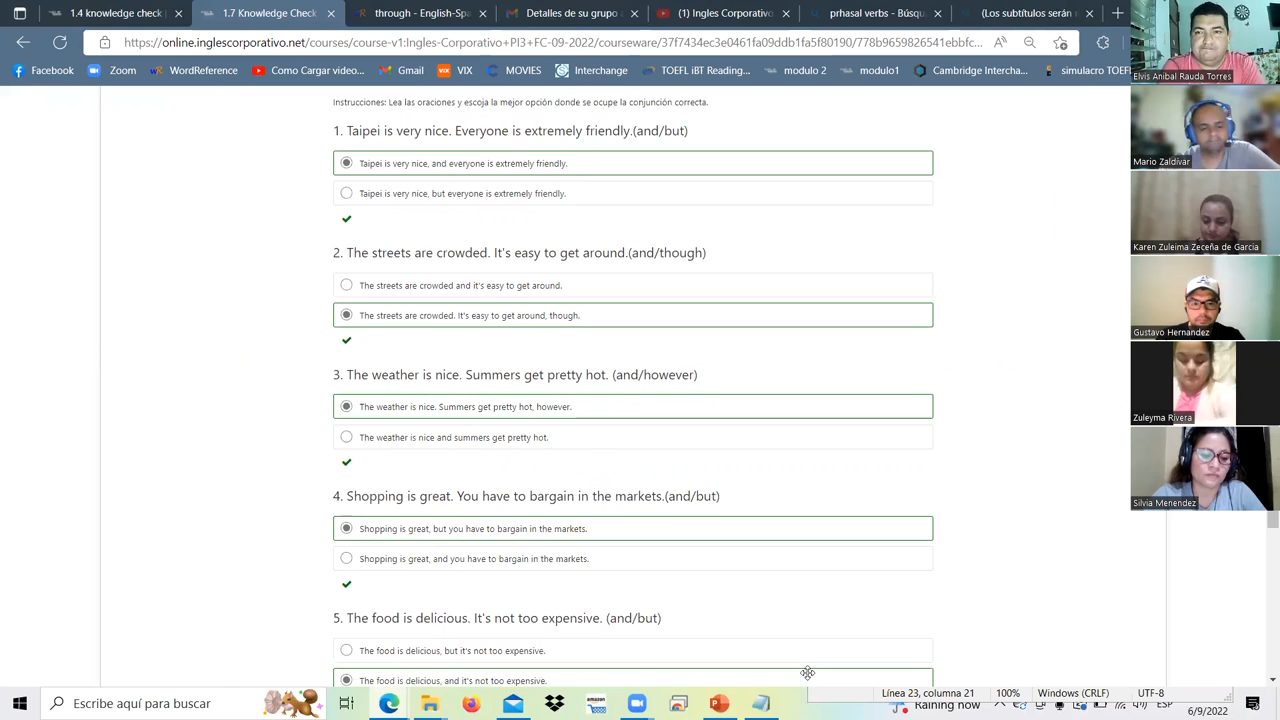 1.4 knowledge check
1.7 Knowledge Check
through - English-Spa
Detalles de su grupo
(1) Ingles Corporativo
prhasal verbs - Búsqu
(Los subtítulos serán
https://online.inglescorporativo.net/courses/course-v1:Ingles-Corporativo+PI3+FC-09-2022/courseware/37f7434ec3e0461fa09ddb1fa5f80190/778b9659826541ebbfc...
Facebook
Zoom
WordReference
Como Cargar video...
Gmail
VIX
MOVIES
Interchange
TOEFL iBT Reading...
modulo 2
modulo1
Cambridge Intercha...
simulacro TOEFL
Instrucciones: Lea las oraciones y escoja la mejor opción donde se ocupe la conjunción correcta.
1. Taipei is very nice. Everyone is extremely friendly.(and/but)
Taipei is very nice, and everyone is extremely friendly.
Taipei is very nice, but everyone is extremely friendly.
2. The streets are crowded. It's easy to get around.(and/though)
The streets are crowded and it's easy to get around.
The streets are crowded. It's easy to get around, though.
3. The weather is nice. Summers get pretty hot. (and/however)
The weather is nice. Summers get pretty hot, however.
The weather is nice and summers get pretty hot.
4. Shopping is great. You have to bargain in the markets.(and/but)
Shopping is great, but you have to bargain in the markets.
Shopping is great, and you have to bargain in the markets.
5. The food is delicious. It's not too expensive. (and/but)
The food is delicious, but it's not too expensive.
The food is delicious, and it's not too expensive.
Elvis Anibal Rauda Torres
Mario Zaldívar
Karen Zuleima Zeceña de Garcia
Gustavo Hernandez
Zuleyma Rivera
Silvia Menendez
Línea 23, columna 21
100%
Windows (CRLF)
UTF-8
Escribe aquí para buscar
amazon
Raining now
ESP
6/9/2022